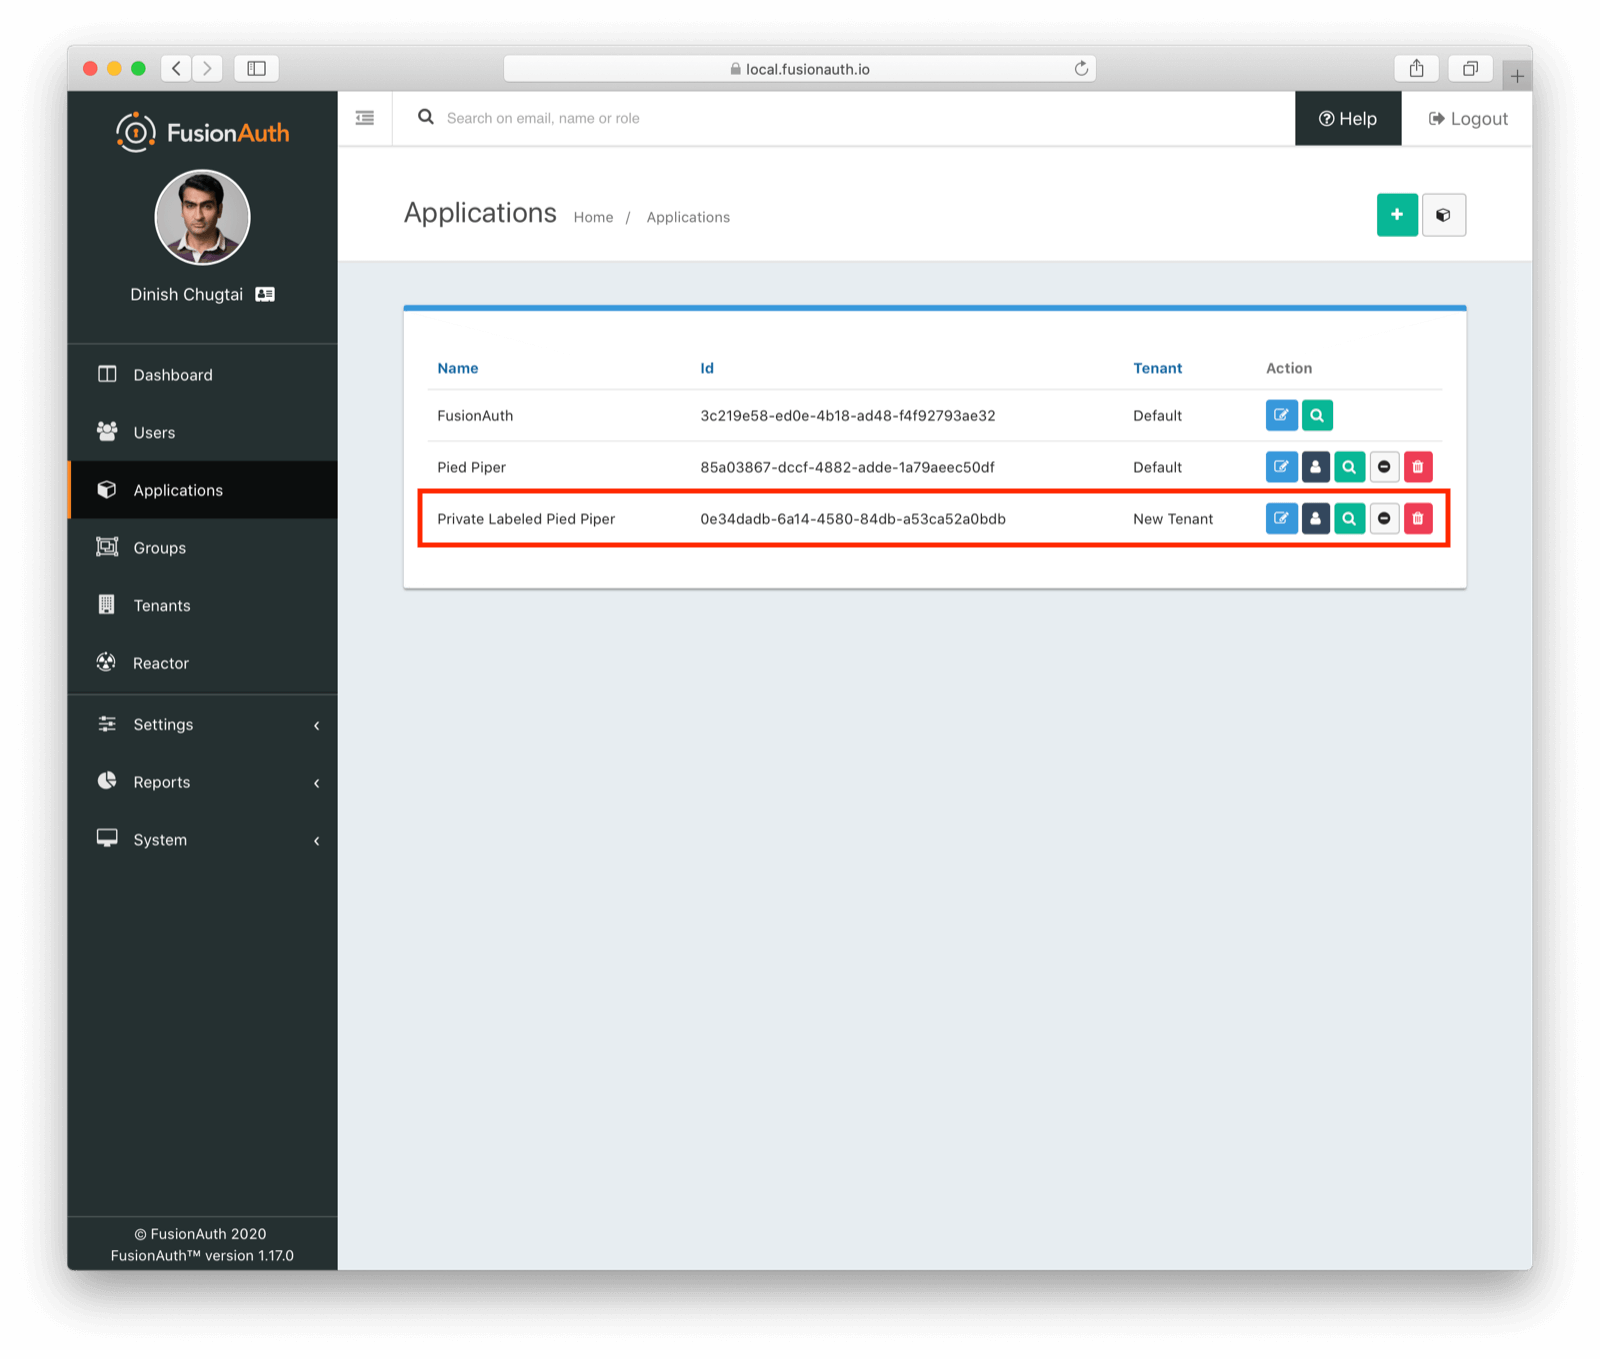 local.fusionauth.io
FusionAuth
Search on email, name or role
Help
Logout
Dinish Chugtai
Applications
Home / Applications
Dashboard
Users
Applications
Groups
Tenants
Reactor
Settings
Reports
System
Name Id Tenant Action
FusionAuth 3c219e58-ed0e-4b18-ad48-f4f92793ae32 Default
Pied Piper 85a03867-dccf-4882-adde-1a79aeec50df Default
Private Labeled Pied Piper 0e34dadb-6a14-4580-84db-a53ca52a0bdb New Tenant
© FusionAuth 2020
FusionAuth™ version 1.17.0